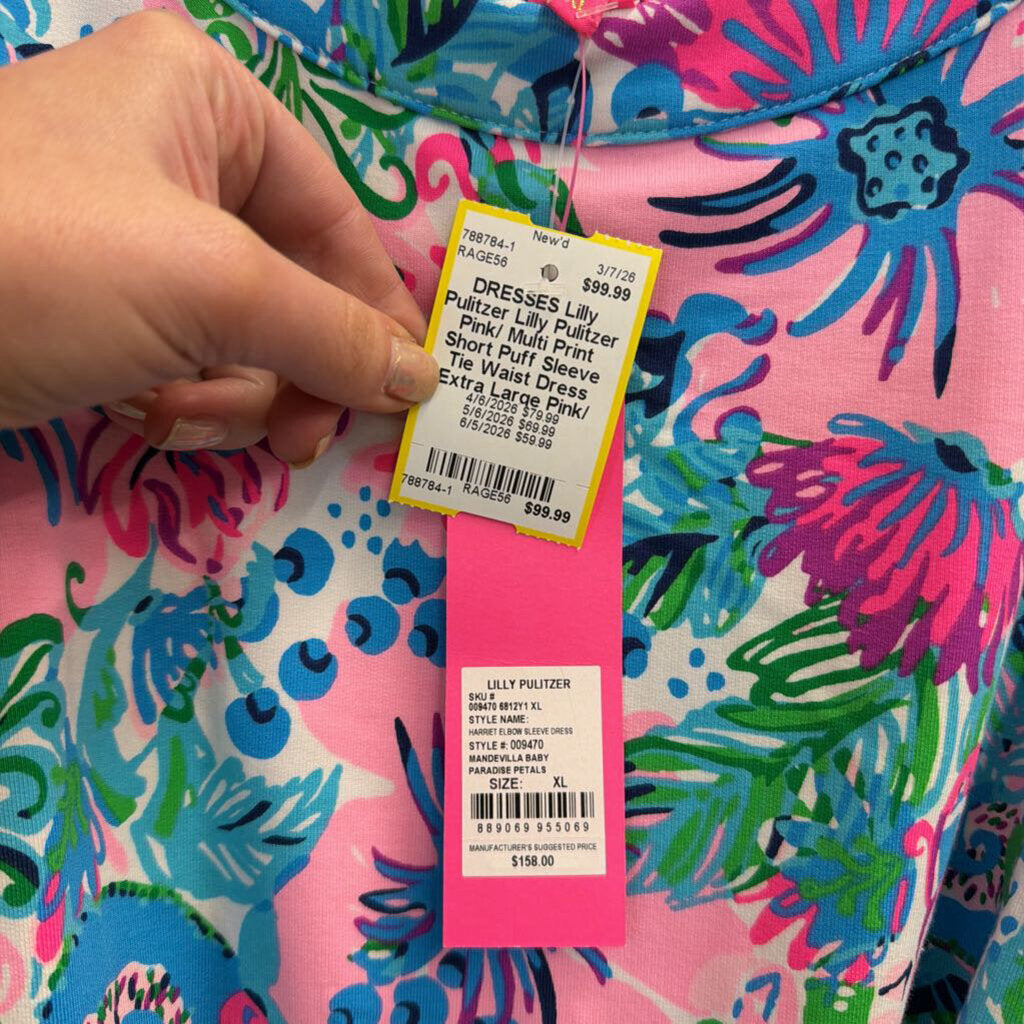 New'd
788784-1
RAGE56
3/7/26
$99.99
DRESSES Lilly
Pulitzer Lilly Pulitzer
Pink/ Multi Print
Short Puff Sleeve
Tie Waist Dress
Extra Large Pink/
4/6/2026 $79.99
5/6/2026 $69.99
6/5/2026 $59.99
788784-1 RAGE56
$99.99
LILLY PULITZER
SKU #
009470 6812Y1 XL
STYLE NAME:
HARRIET ELBOW SLEEVE DRESS
STYLE #: 009470
MANDEVILLA BABY
PARADISE PETALS
SIZE: XL
889069 955069
MANUFACTURER'S SUGGESTED PRICE
$158.00